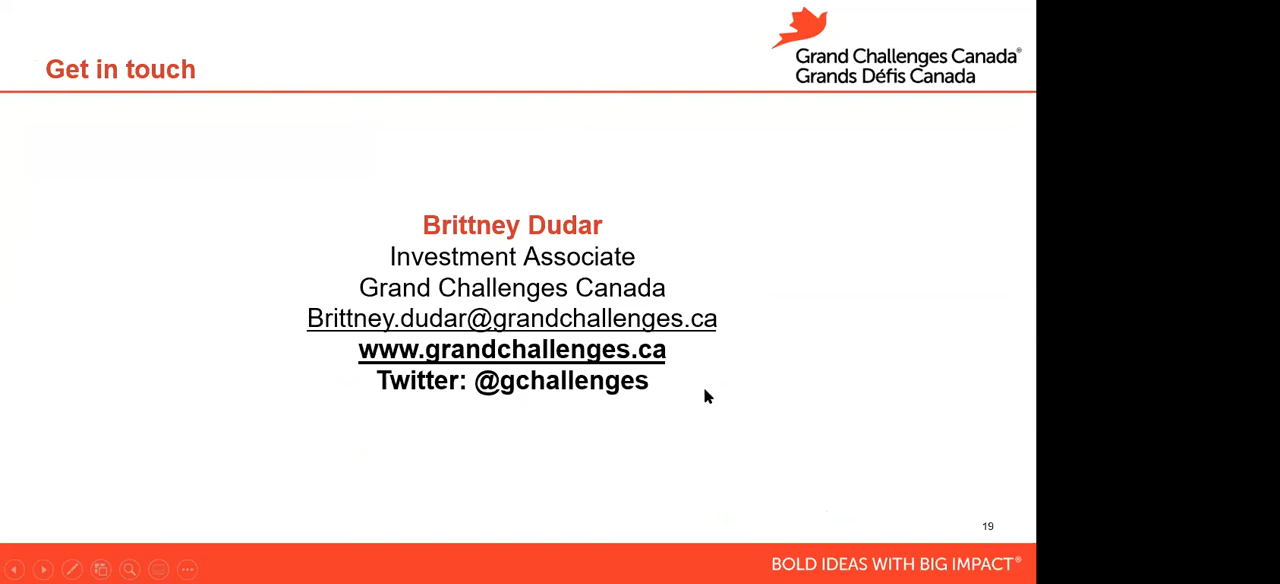 Get in touch
Grand Challenges Canada®
Grands Défis Canada
Brittney Dudar
Investment Associate
Grand Challenges Canada
Brittney.dudar@grandchallenges.ca
www.grandchallenges.ca
Twitter: @gchallenges
19
BOLD IDEAS WITH BIG IMPACT®